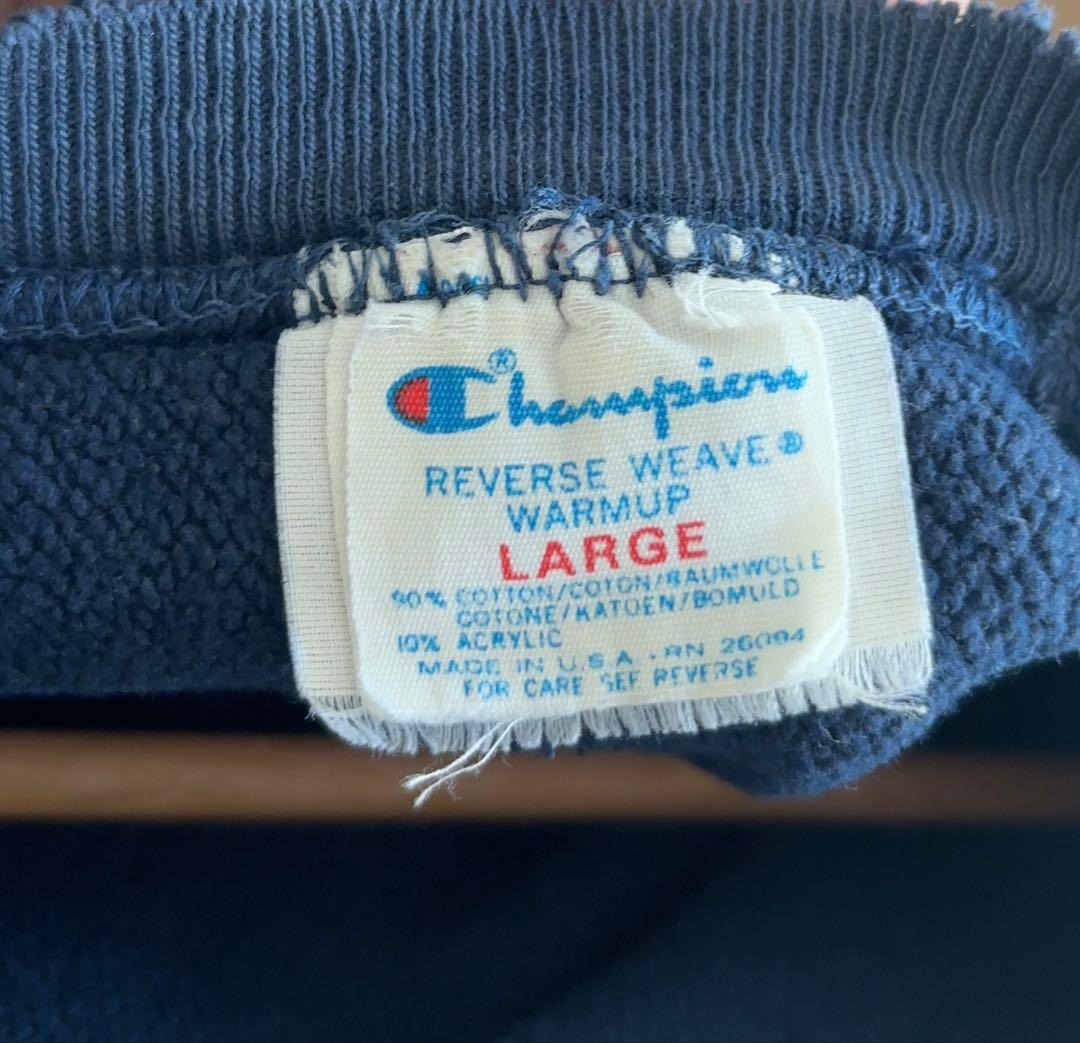 Champion®
REVERSE WEAVE®
WARMUP
LARGE
90% COTTON/COTON/BAUMWOLLE
COTONE/KATOEN/BOMULD
10% ACRYLIC
MADE IN U.S.A. · RN 26094
FOR CARE SEE REVERSE